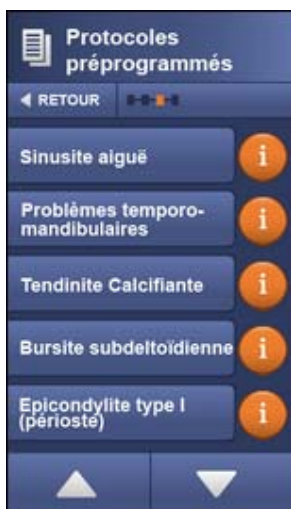 Protocoles
préprogrammés
RETOUR
Sinusite aiguë
i
Problèmes temporo-
mandibulaires
i
Tendinite Calcifiante
i
Bursite subdeltoïdienne
i
Epicondylite type I
(périoste)
i